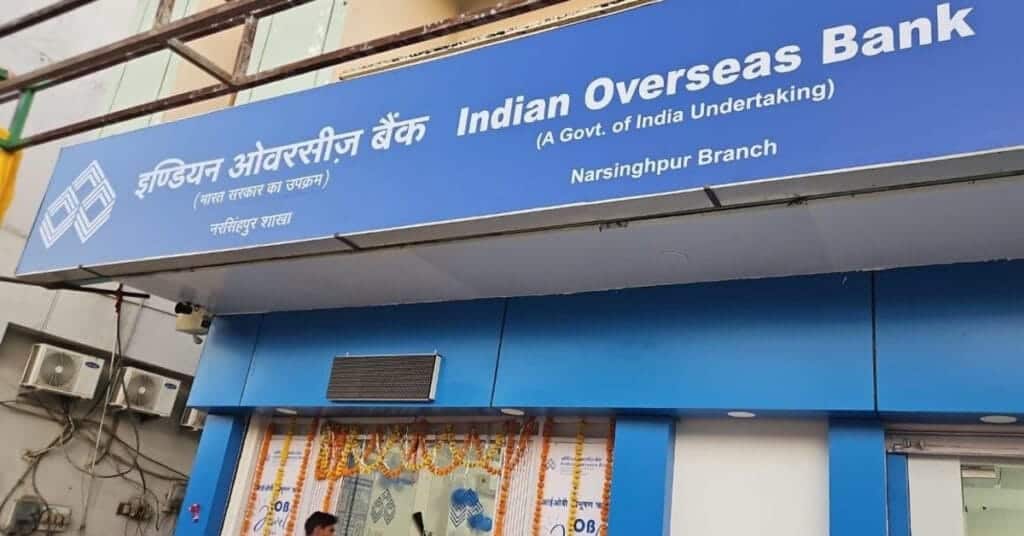 इण्डियन ओवरसीज़ बैंक
(भारत सरकार का उपक्रम)
नरसिंहपुर शाखा
Indian Overseas Bank
(A Govt. of India Undertaking)
Narsinghpur Branch